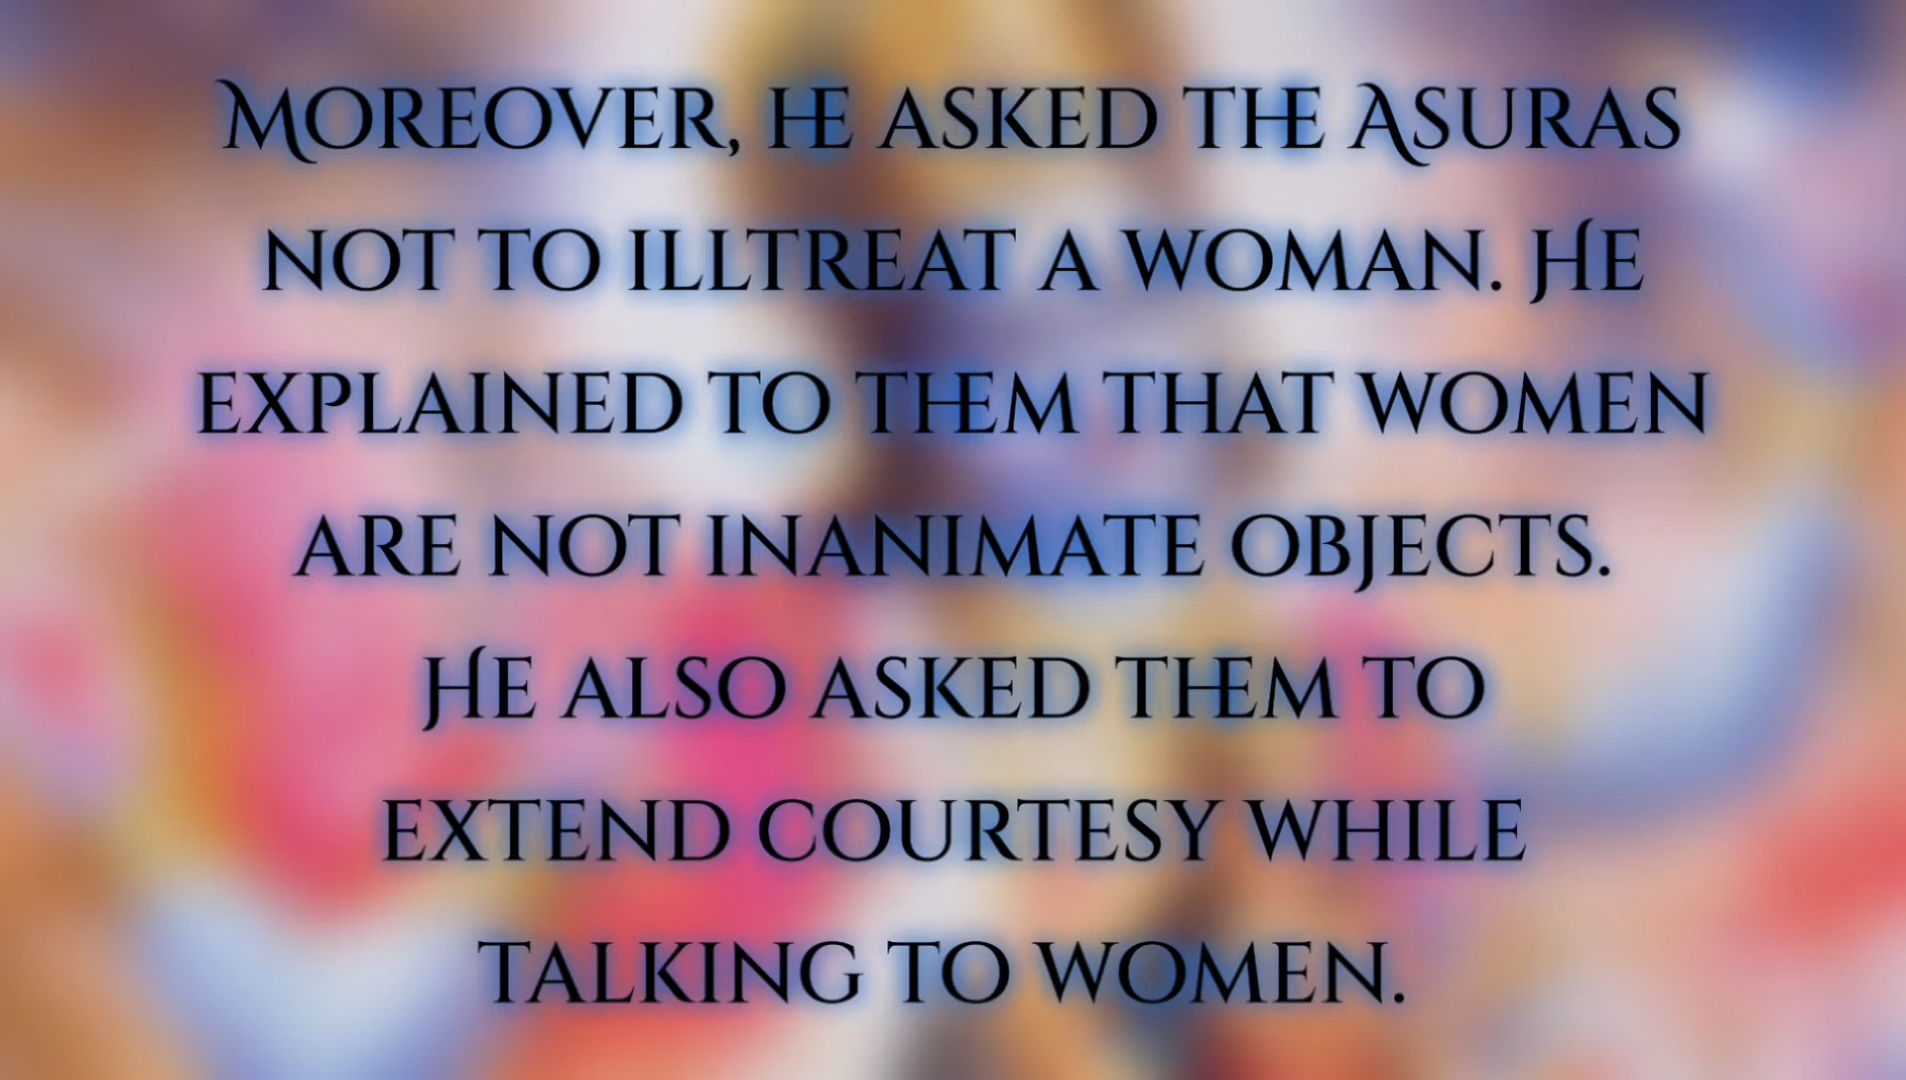 Moreover, he asked the Asuras
not to illtreat a woman. He
explained to them that women
are not inanimate objects.
He also asked them to
extend courtesy while
talking to women.